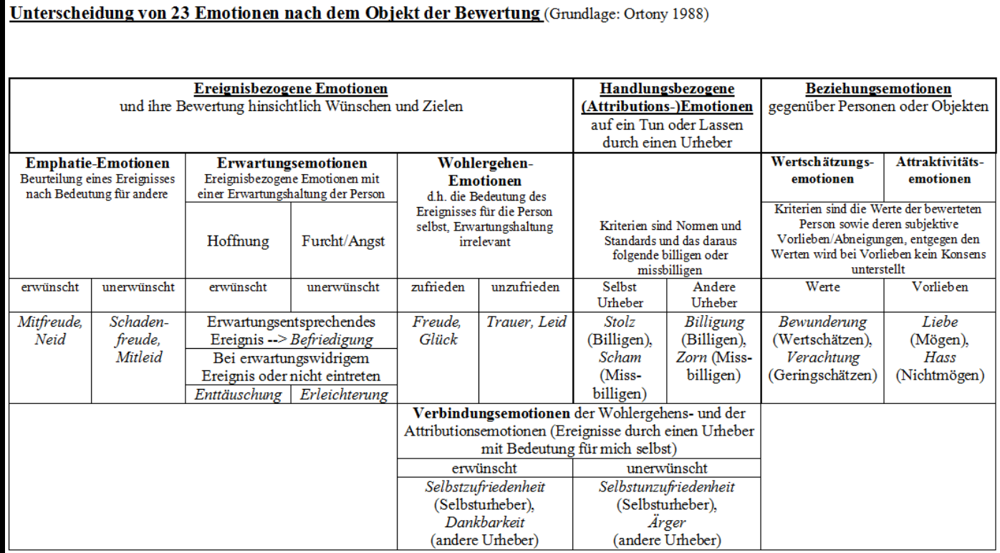 Unterscheidung von 23 Emotionen nach dem Objekt der Bewertung (Grundlage: Ortony 1988)
Ereignisbezogene Emotionen
und ihre Bewertung hinsichtlich Wünschen und Zielen
Handlungsbezogene
(Attributions-)Emotionen
auf ein Tun oder Lassen
durch einen Urheber
Beziehungsemotionen
gegenüber Personen oder Objekten
Emphatie-Emotionen
Beurteilung eines Ereignisses
nach Bedeutung für andere
Erwartungsemotionen
Ereignisbezogene Emotionen mit
einer Erwartungshaltung der Person
Hoffnung
Furcht/Angst
Wohlergehen-
Emotionen
d.h. die Bedeutung des
Ereignisses für die Person
selbst, Erwartungshaltung
irrelevant
Kriterien sind Normen und
Standards und das daraus
folgende billigen oder
missbilligen
Wertschätzungs-
emotionen
Attraktivitäts-
emotionen
Kriterien sind die Werte der bewerteten
Person sowie deren subjektive
Vorlieben/Abneigungen, entgegen den
Werten wird bei Vorlieben kein Konsens
unterstellt
erwünscht
unerwünscht
erwünscht
unerwünscht
zufrieden
unzufrieden
Selbst
Urheber
Andere
Urheber
Werte
Vorlieben
Mitfreude,
Neid
Schaden-
freude,
Mitleid
Erwartungsentsprechendes
Ereignis --> Befriedigung
Bei erwartungswidrigem
Ereignis oder nicht eintreten
Enttäuschung
Erleichterung
Freude,
Glück
Trauer, Leid
Stolz
(Billigen),
Scham
(Miss-
billigen)
Billigung
(Billigen),
Zorn (Miss-
billigen)
Bewunderung
(Wertschätzen),
Verachtung
(Geringschätzen)
Liebe
(Mögen),
Hass
(Nichtmögen)
Verbindungsemotionen der Wohlergehens- und der
Attributionsemotionen (Ereignisse durch einen Urheber
mit Bedeutung für mich selbst)
erwünscht
unerwünscht
Selbstzufriedenheit
(Selbsturheber),
Dankbarkeit
(andere Urheber)
Selbstunzufriedenheit
(Selbsturheber),
Ärger
(andere Urheber)